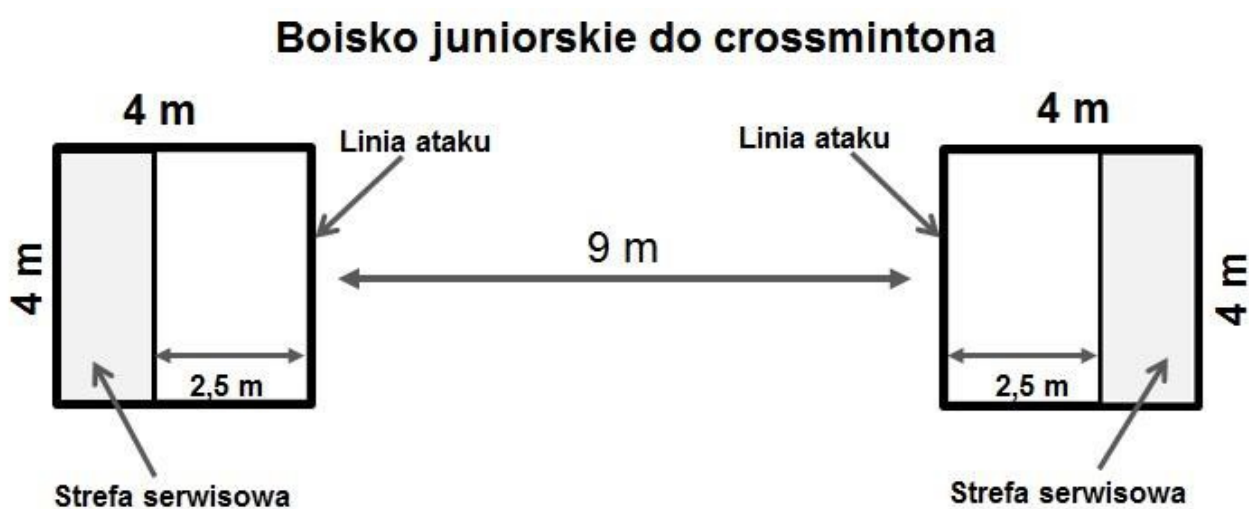 Boisko juniorskie do crossmintona
4 m
4 m
Linia ataku
Linia ataku
9 m
4 m
4 m
2,5 m
2,5 m
Strefa serwisowa
Strefa serwisowa